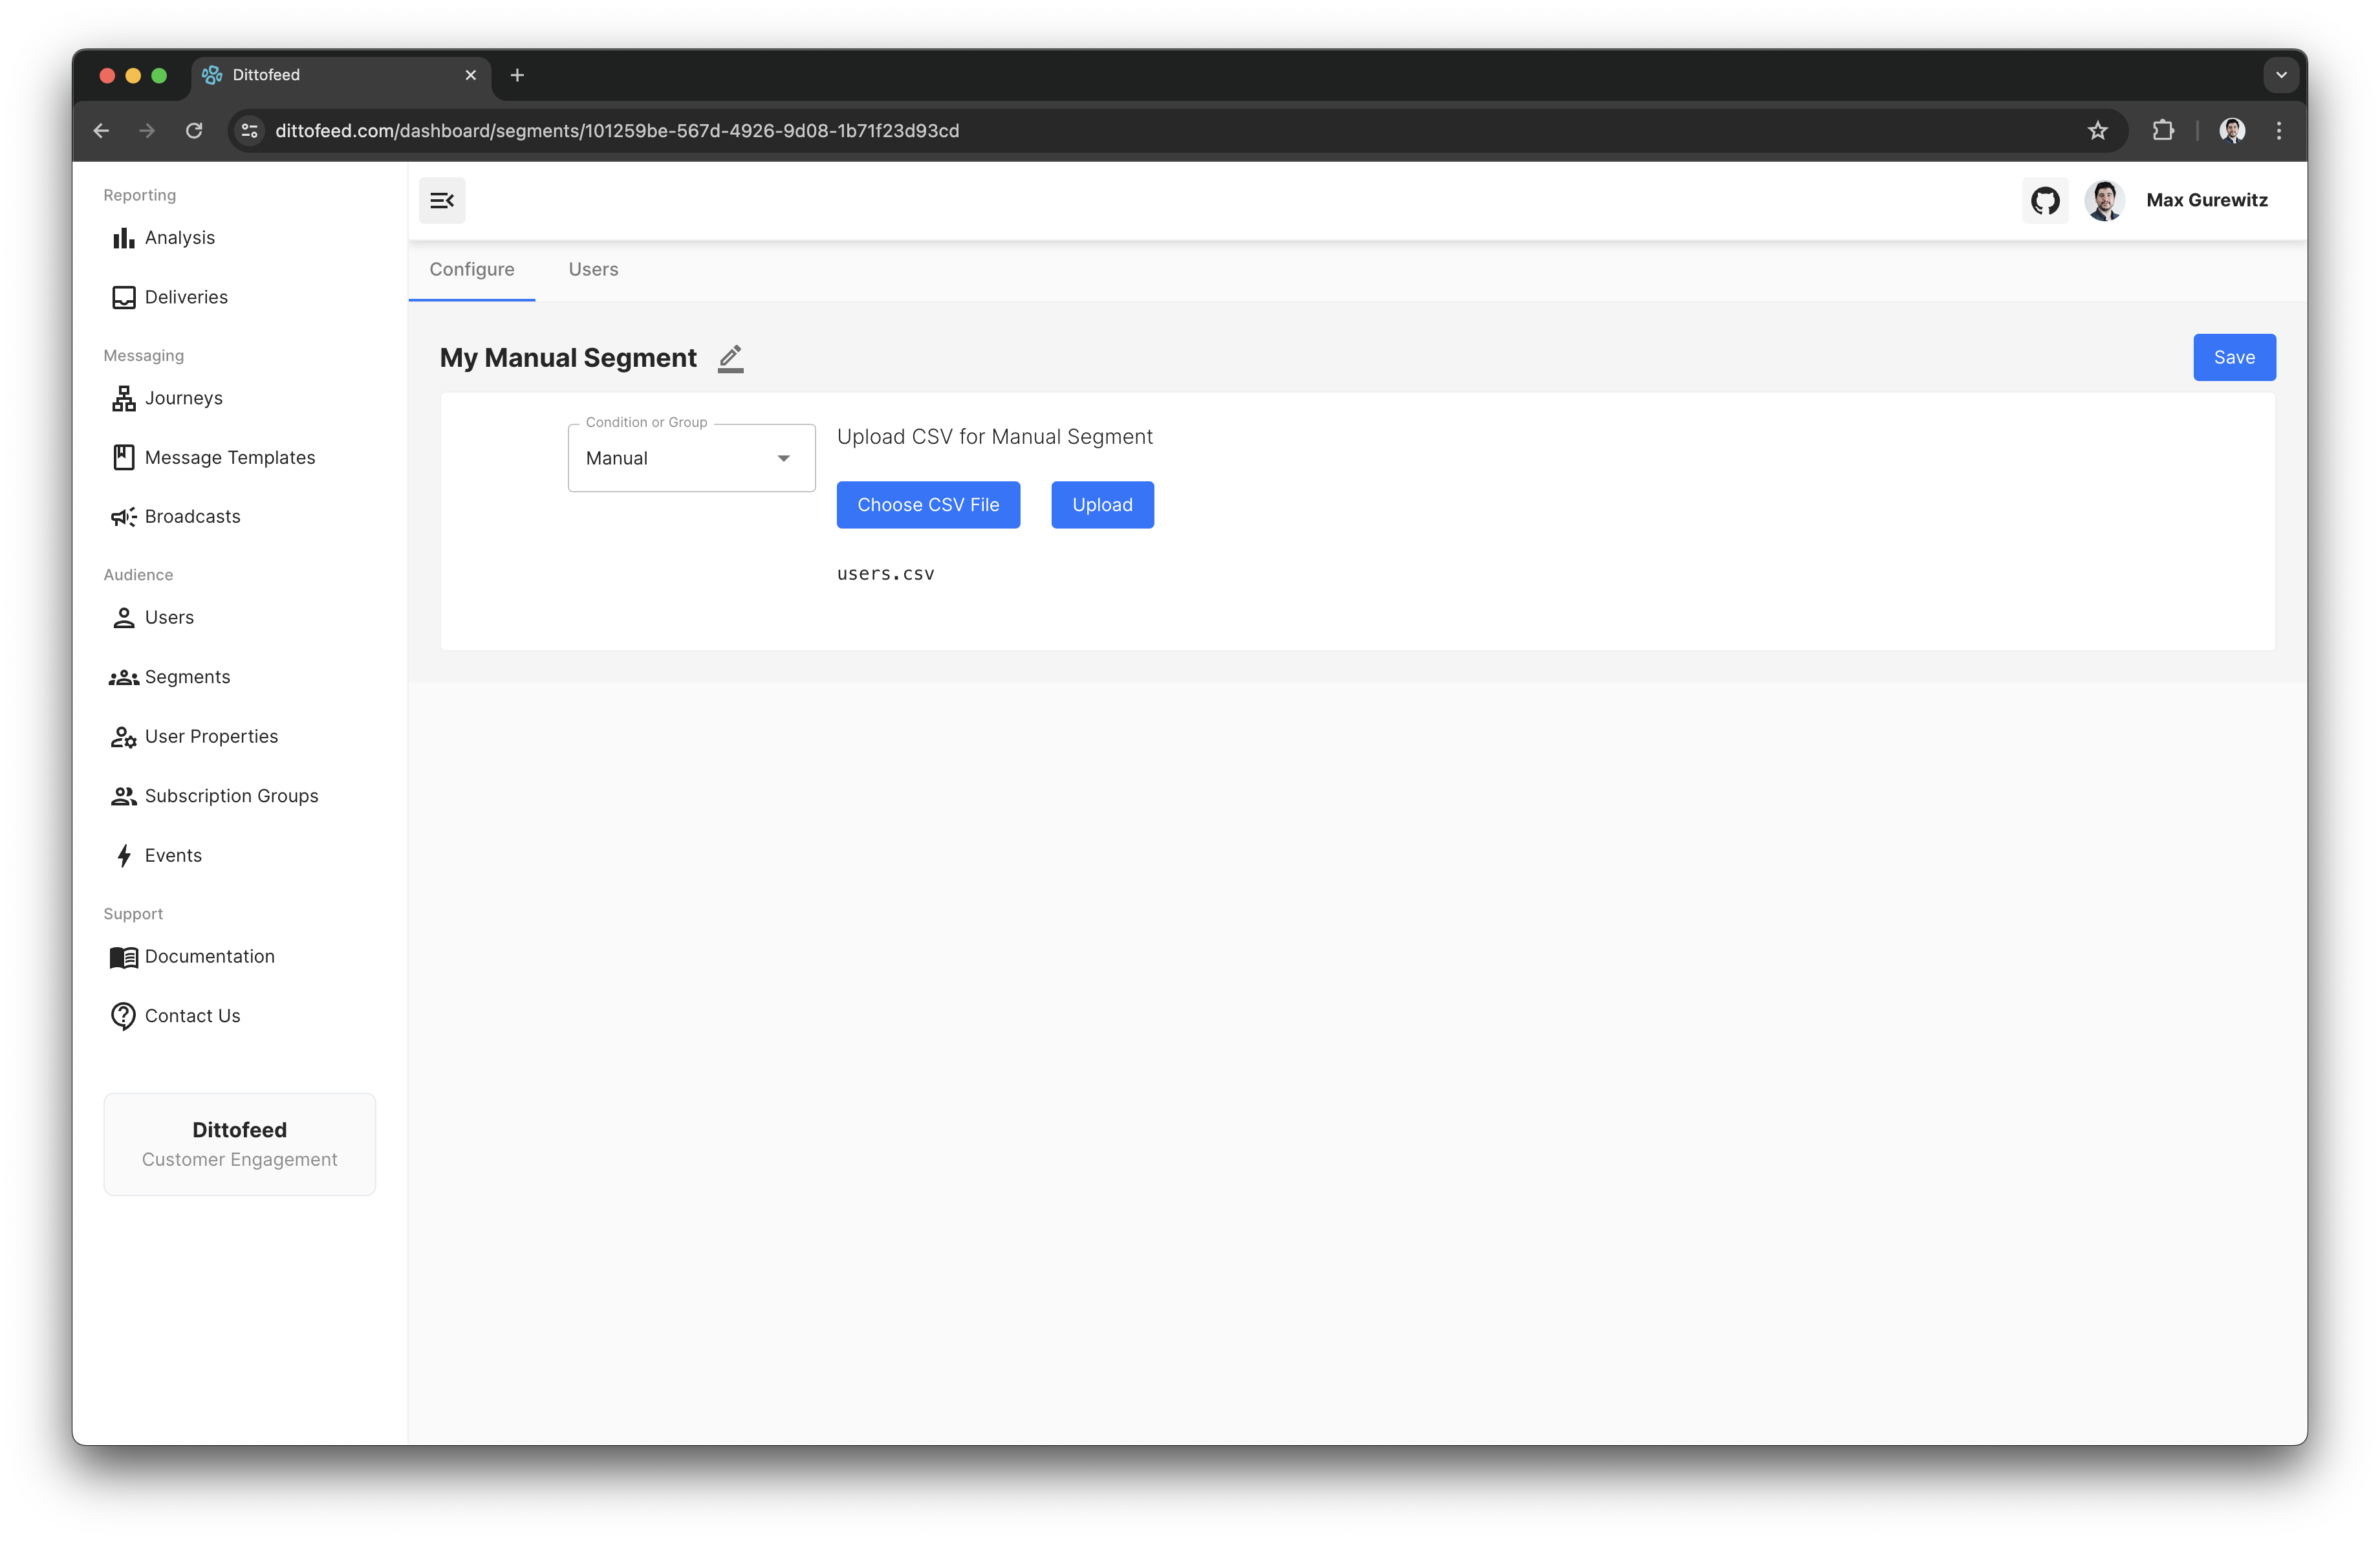 Dittofeed
dittofeed.com/dashboard/segments/101259be-567d-4926-9d08-1b71f23d93cd
Reporting
Analysis
Deliveries
Messaging
Journeys
Message Templates
Broadcasts
Audience
Users
Segments
User Properties
Subscription Groups
Events
Support
Documentation
Contact Us
Dittofeed
Customer Engagement
Max Gurewitz
Configure Users
My Manual Segment
Save
Condition or Group
Manual
Upload CSV for Manual Segment
Choose CSV File Upload
users.csv